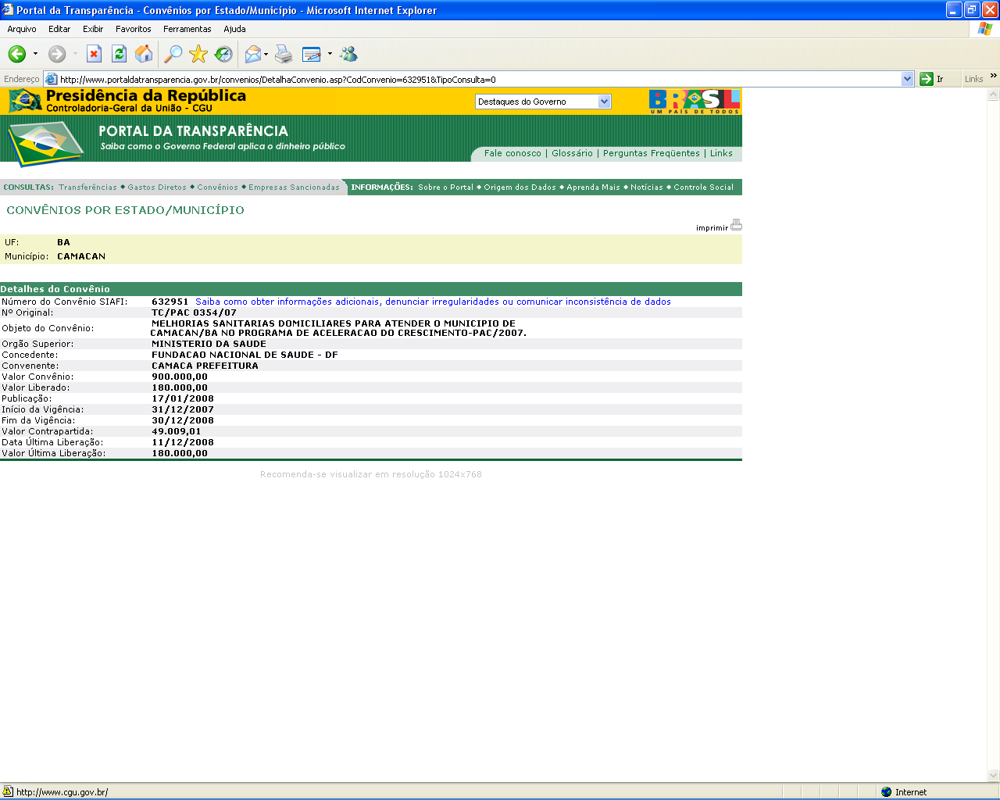 Portal da Transparência - Convênios por Estado/Município - Microsoft Internet Explorer
Arquivo Editar Exibir Favoritos Ferramentas Ajuda
Endereço http://www.portaldatransparencia.gov.br/convenios/DetalhaConvenio.asp?CodConvenio=632951&TipoConsulta=0 Ir Links »
Presidência da República
Controladoria-Geral da União - CGU
Destaques do Governo
BRASIL
UM PAÍS DE TODOS
PORTAL DA TRANSPARÊNCIA
Saiba como o Governo Federal aplica o dinheiro público
Fale conosco | Glossário | Perguntas Freqüentes | Links
CONSULTAS: Transferências ◆ Gastos Diretos ◆ Convênios ◆ Empresas Sancionadas INFORMAÇÕES: Sobre o Portal ◆ Origem dos Dados ◆ Aprenda Mais ◆ Notícias ◆ Controle Social
CONVÊNIOS POR ESTADO/MUNICÍPIO
imprimir
UF: BA
Município: CAMACAN
Detalhes do Convênio
Número do Convênio SIAFI: 632951 Saiba como obter informações adicionais, denunciar irregularidades ou comunicar inconsistência de dados
Nº Original: TC/PAC 0354/07
Objeto do Convênio: MELHORIAS SANITARIAS DOMICILIARES PARA ATENDER O MUNICIPIO DE
CAMACAN/BA NO PROGRAMA DE ACELERACAO DO CRESCIMENTO-PAC/2007.
Orgão Superior: MINISTERIO DA SAUDE
Concedente: FUNDACAO NACIONAL DE SAUDE - DF
Convenente: CAMACA PREFEITURA
Valor Convênio: 900.000,00
Valor Liberado: 180.000,00
Publicação: 17/01/2008
Início da Vigência: 31/12/2007
Fim da Vigência: 30/12/2008
Valor Contrapartida: 49.009,01
Data Última Liberação: 11/12/2008
Valor Última Liberação: 180.000,00
Recomenda-se visualizar em resolução 1024x768
http://www.cgu.gov.br/ Internet